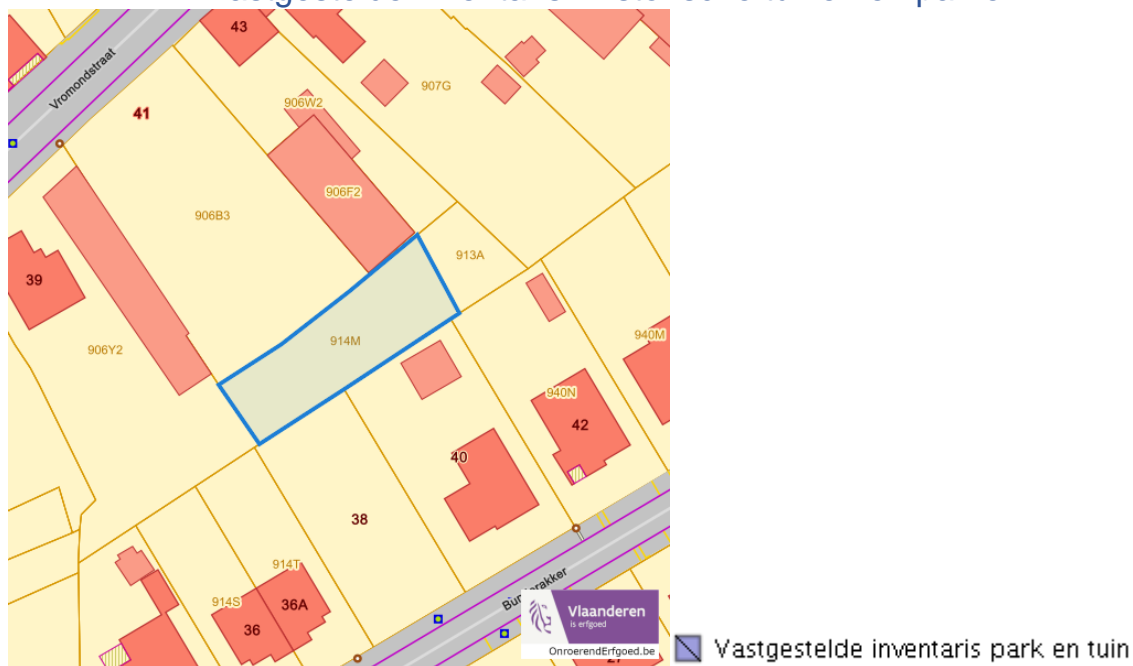 43
Vromondstraat
907G
41
906W2
906F2
906B3
913A
39
914M
940M
906Y2
940N
42
40
38
914T
914S
36A
36
Vlaanderen
is erfgoed
OnroerendErfgoed.be
27
Vastgestelde inventaris park en tuin